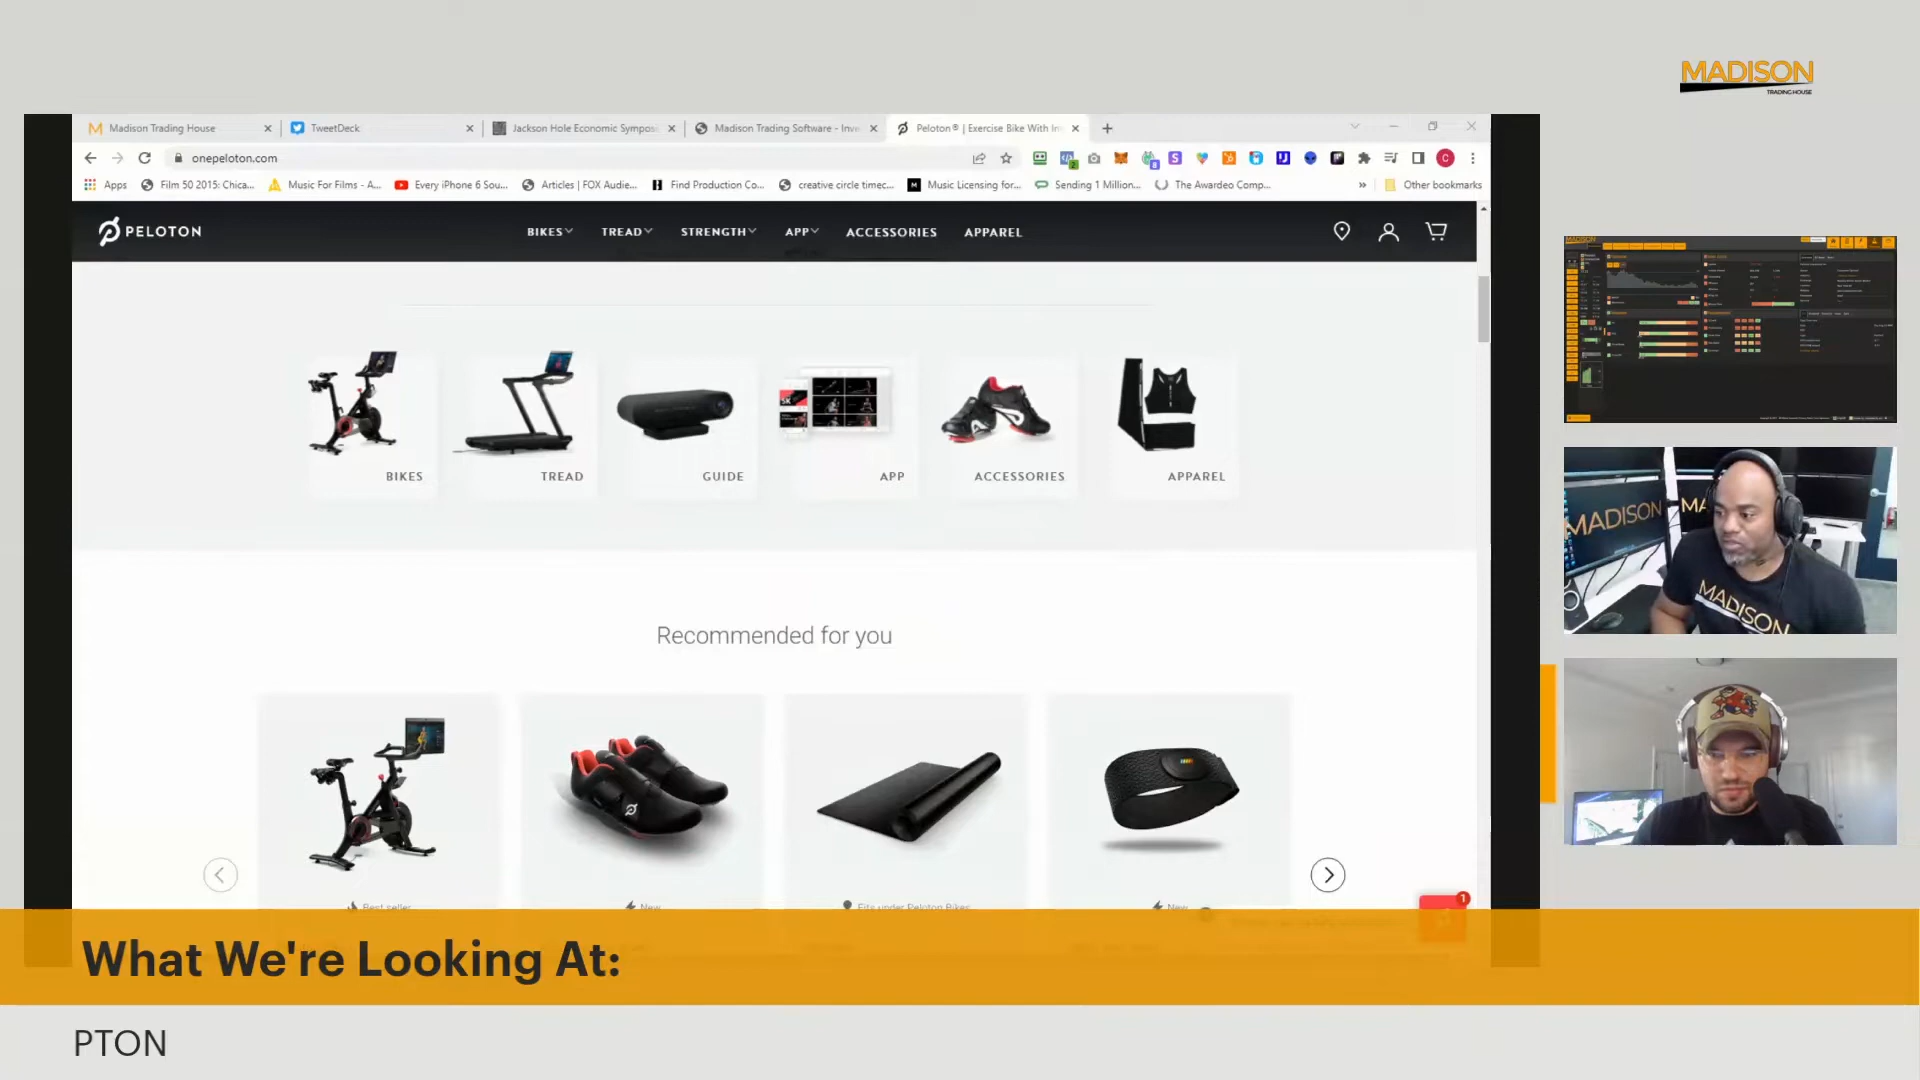 MADISON
TRADING HOUSE
Madison Trading House
TweetDeck
Jackson Hole Economic Sympos
Madison Trading Software - Inve
Peloton® | Exercise Bike With In
onepeloton.com
Apps
Film 50 2015: Chica...
Music For Films - A...
Every iPhone 6 Sou...
Articles | FOX Audie...
Find Production Co...
creative circle timec...
Music Licensing for...
Sending 1 Million...
The Awardeo Comp...
Other bookmarks
PELOTON
BIKES
TREAD
STRENGTH
APP
ACCESSORIES
APPAREL
BIKES
TREAD
GUIDE
APP
ACCESSORIES
APPAREL
Recommended for you
Best seller
New
Fits under Peloton Bikes
New
1
MADISON
MADISON
MA
MADISON
What We're Looking At:
PTON